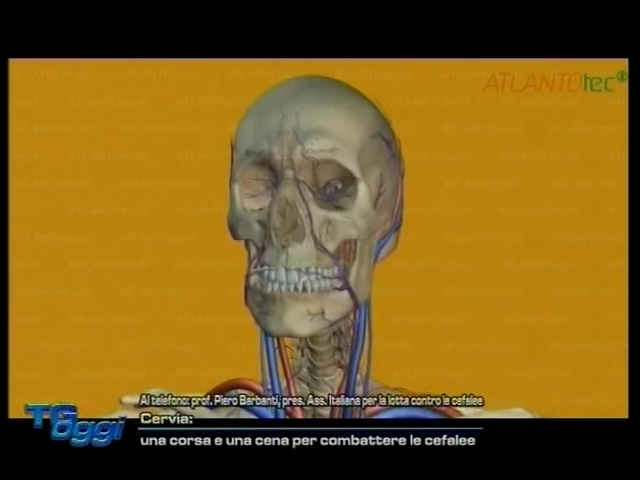 ATLANTOtec®
Al telefono: prof. Piero Barbanti, pres. Ass. Italiana per la lotta contro le cefalee
TG oggi
Cervia:
una corsa e una cena per combattere le cefalee